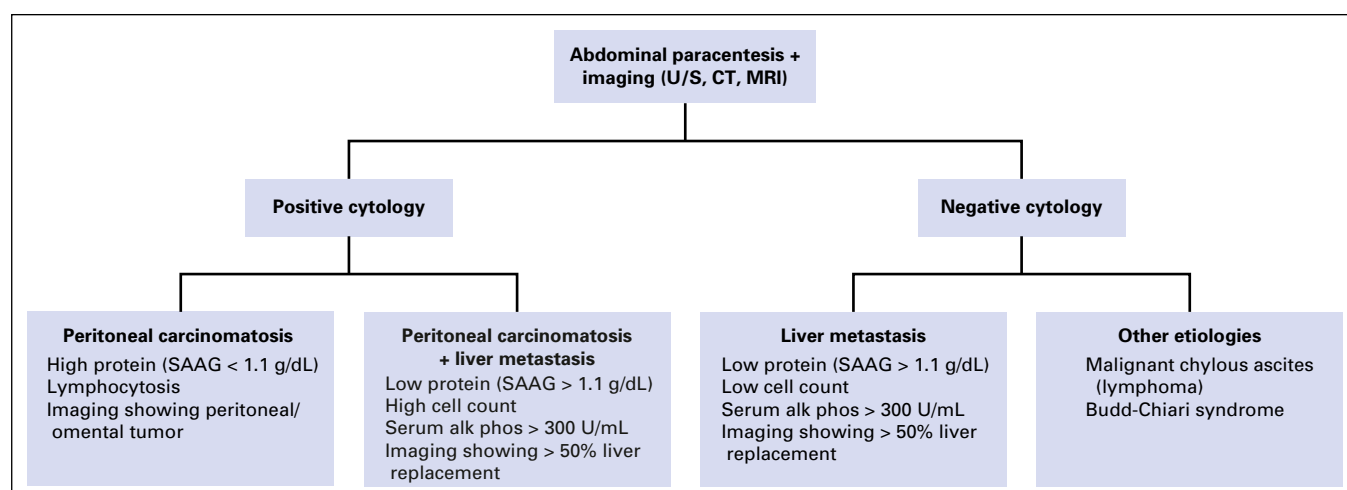 Abdominal paracentesis +
imaging (U/S, CT, MRI)
Positive cytology
Negative cytology
Peritoneal carcinomatosis
High protein (SAAG < 1.1 g/dL)
Lymphocytosis
Imaging showing peritoneal/
omental tumor
Peritoneal carcinomatosis
+ liver metastasis
Low protein (SAAG > 1.1 g/dL)
High cell count
Serum alk phos > 300 U/mL
Imaging showing > 50% liver
replacement
Liver metastasis
Low protein (SAAG > 1.1 g/dL)
Low cell count
Serum alk phos > 300 U/mL
Imaging showing > 50% liver
replacement
Other etiologies
Malignant chylous ascites
(lymphoma)
Budd-Chiari syndrome